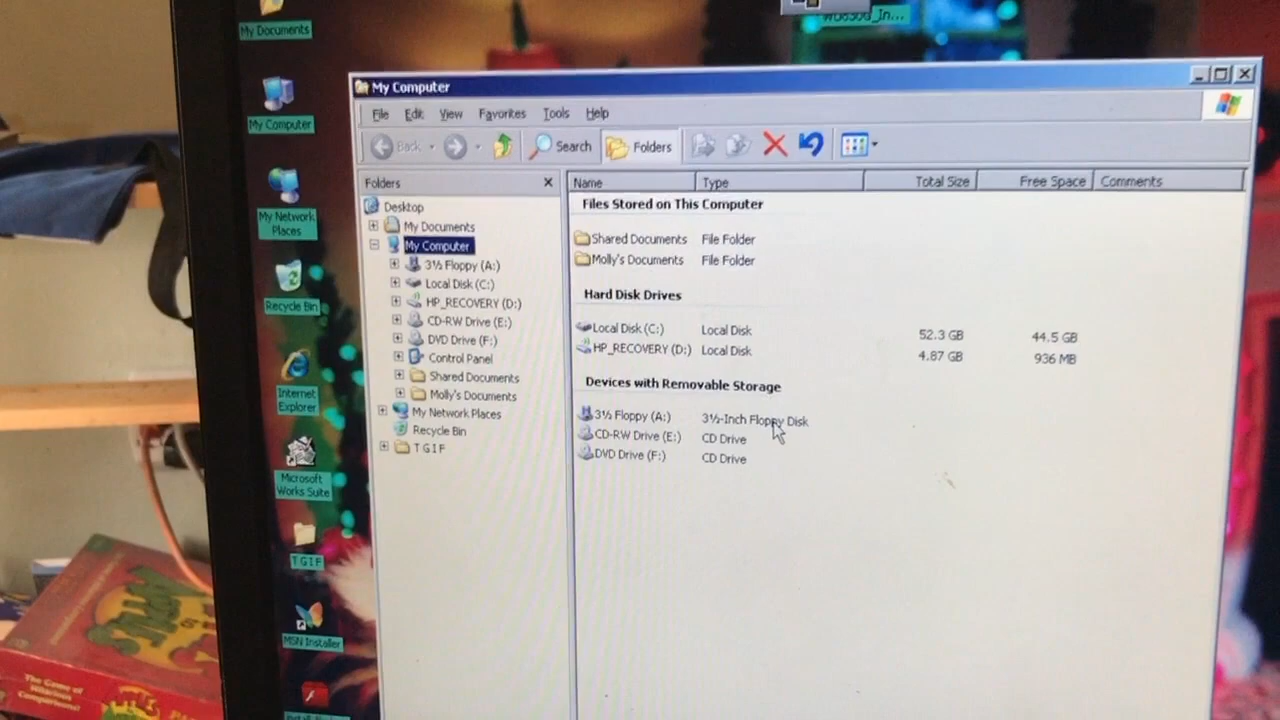 My Documents
My Computer
My Network
Places
Recycle Bin
Internet
Explorer
Microsoft
Works Suite
TGIF
MSN Installer
My Computer
File Edit View Favorites Tools Help
Back Search Folders
Folders
Desktop
My Documents
My Computer
3½ Floppy (A:)
Local Disk (C:)
HP_RECOVERY (D:)
CD-RW Drive (E:)
DVD Drive (F:)
Control Panel
Shared Documents
Molly's Documents
My Network Places
Recycle Bin
TGIF
Name Type Total Size Free Space Comments
Files Stored on This Computer
Shared Documents File Folder
Molly's Documents File Folder
Hard Disk Drives
Local Disk (C:) Local Disk 52.3 GB 44.5 GB
HP_RECOVERY (D:) Local Disk 4.87 GB 936 MB
Devices with Removable Storage
3½ Floppy (A:) 3½-Inch Floppy Disk
CD-RW Drive (E:) CD Drive
DVD Drive (F:) CD Drive
The Game of
Hilarious
Comparisons!